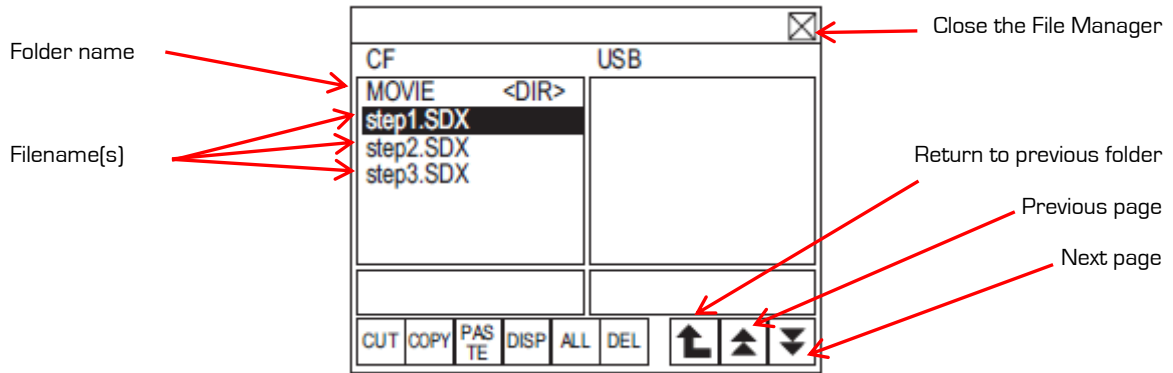 Close the File Manager
Folder name
CF
USB
MOVIE <DIR>
step1.SDX
Filename(s)
step2.SDX
step3.SDX
Return to previous folder
Previous page
Next page
CUT COPY PAS TE DISP ALL DEL